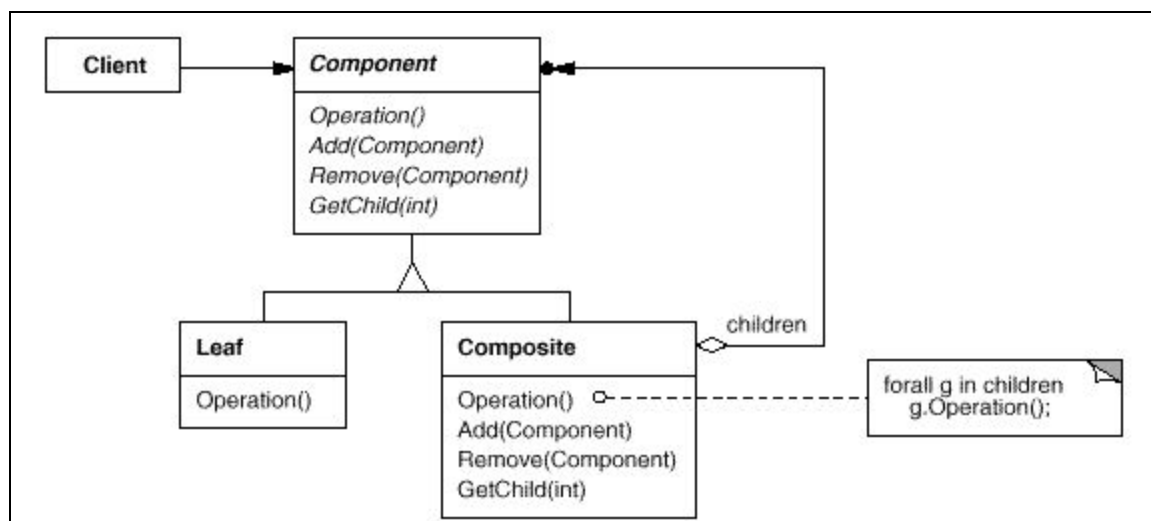 Client
Component
Operation()
Add(Component)
Remove(Component)
GetChild(int)
Leaf
Operation()
Composite
Operation()
Add(Component)
Remove(Component)
GetChild(int)
children
forall g in children
g.Operation();